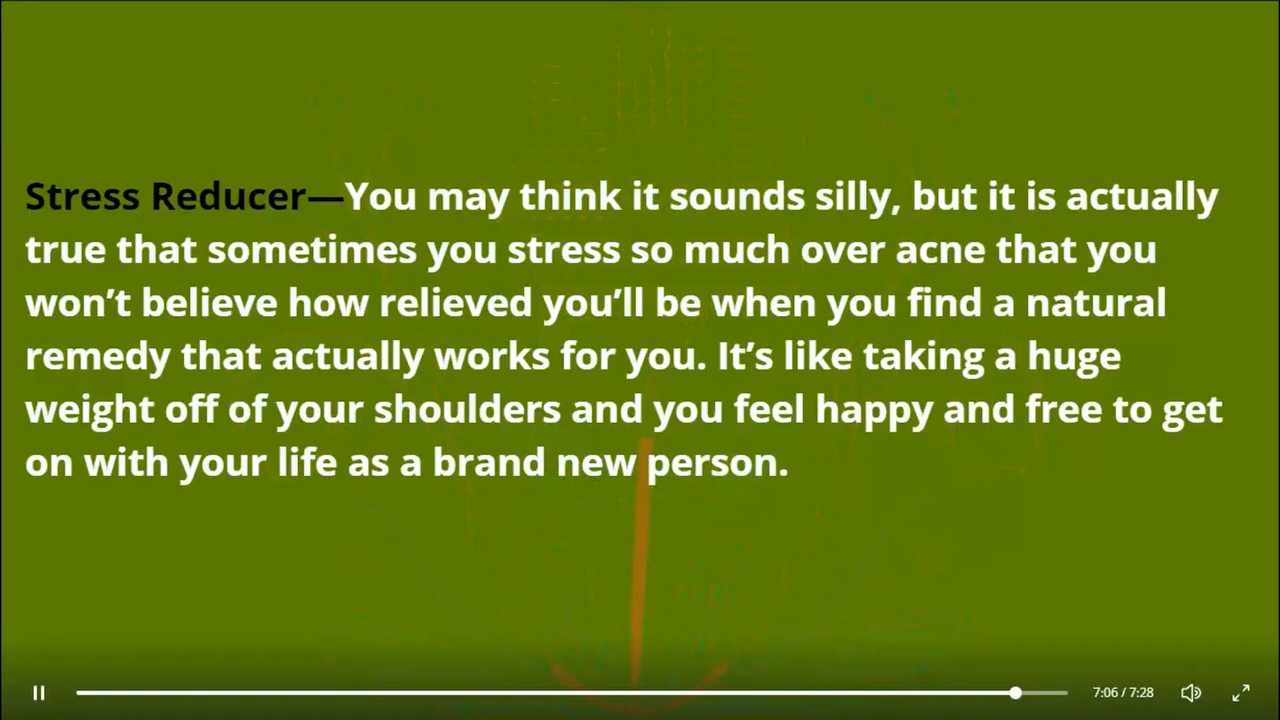 Stress Reducer—You may think it sounds silly, but it is actually
true that sometimes you stress so much over acne that you
won’t believe how relieved you’ll be when you find a natural
remedy that actually works for you. It’s like taking a huge
weight off of your shoulders and you feel happy and free to get
on with your life as a brand new person.
7:06 / 7:28